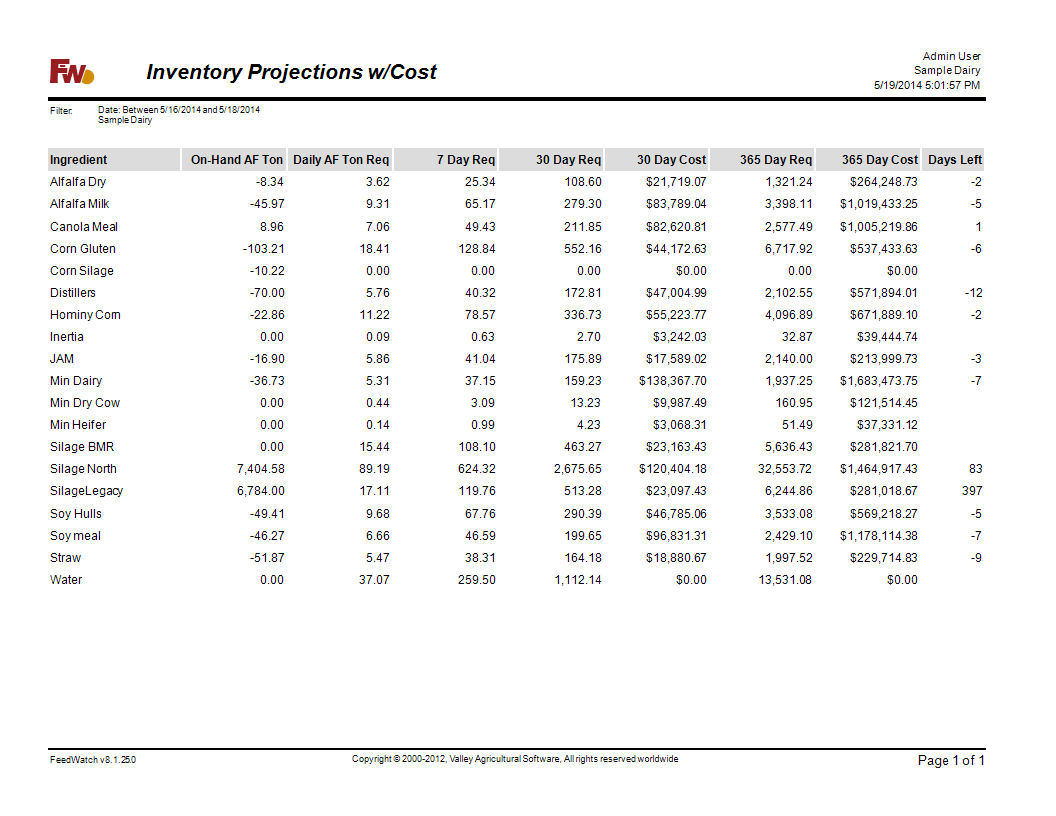 FW
Inventory Projections w/Cost
Admin User
Sample Dairy
5/19/2014 5:01:57 PM
Filter: Date: Between 5/16/2014 and 5/18/2014
Sample Dairy
Ingredient On-Hand AF Ton Daily AF Ton Req 7 Day Req 30 Day Req 30 Day Cost 365 Day Req 365 Day Cost Days Left
Alfalfa Dry -8.34 3.62 25.34 108.60 $21,719.07 1,321.24 $264,248.73 -2
Alfalfa Milk -45.97 9.31 65.17 279.30 $83,789.04 3,398.11 $1,019,433.25 -5
Canola Meal 8.96 7.06 49.43 211.85 $82,620.81 2,577.49 $1,005,219.86 1
Corn Gluten -103.21 18.41 128.84 552.16 $44,172.63 6,717.92 $537,433.63 -6
Corn Silage -10.22 0.00 0.00 0.00 $0.00 0.00 $0.00
Distillers -70.00 5.76 40.32 172.81 $47,004.99 2,102.55 $571,894.01 -12
Hominy Corn -22.86 11.22 78.57 336.73 $55,223.77 4,096.89 $671,889.10 -2
Inertia 0.00 0.09 0.63 2.70 $3,242.03 32.87 $39,444.74
JAM -16.90 5.86 41.04 175.89 $17,589.02 2,140.00 $213,999.73 -3
Min Dairy -36.73 5.31 37.15 159.23 $138,367.70 1,937.25 $1,683,473.75 -7
Min Dry Cow 0.00 0.44 3.09 13.23 $9,987.49 160.95 $121,514.45
Min Heifer 0.00 0.14 0.99 4.23 $3,068.31 51.49 $37,331.12
Silage BMR 0.00 15.44 108.10 463.27 $23,163.43 5,636.43 $281,821.70
Silage North 7,404.58 89.19 624.32 2,675.65 $120,404.18 32,553.72 $1,464,917.43 83
SilageLegacy 6,784.00 17.11 119.76 513.28 $23,097.43 6,244.86 $281,018.67 397
Soy Hulls -49.41 9.68 67.76 290.39 $46,785.06 3,533.08 $569,218.27 -5
Soy meal -46.27 6.66 46.59 199.65 $96,831.31 2,429.10 $1,178,114.38 -7
Straw -51.87 5.47 38.31 164.18 $18,880.67 1,997.52 $229,714.83 -9
Water 0.00 37.07 259.50 1,112.14 $0.00 13,531.08 $0.00
FeedWatch v8.1.25.0 Copyright © 2000-2012, Valley Agricultural Software, All rights reserved worldwide Page 1 of 1